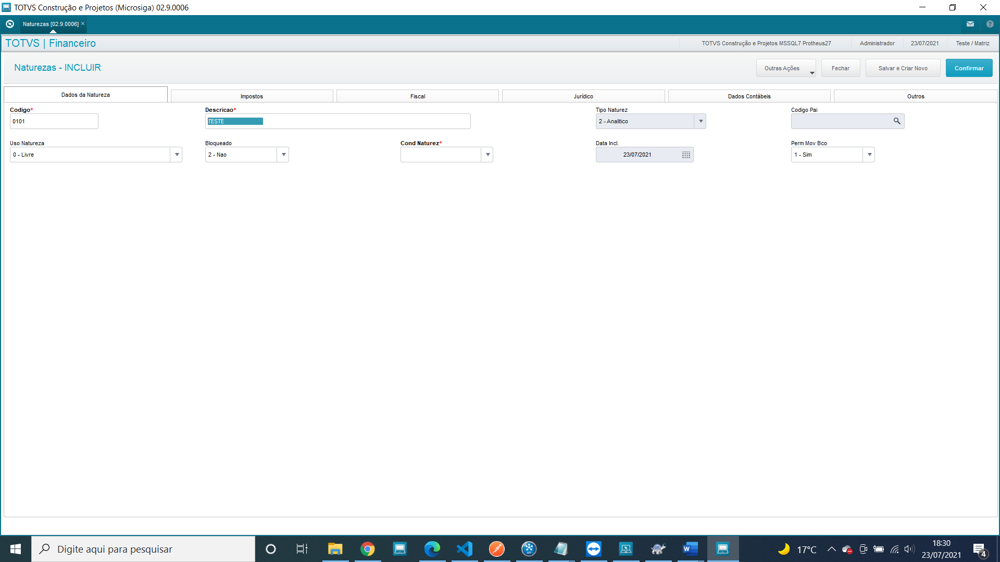 TOTVS Construção e Projetos (Microsiga) 02.9.0006
Naturezas [02.9.0006]
TOTVS | Financeiro
TOTVS Construção e Projetos MSSQL7 Protheus27
Administrador
23/07/2021
Teste / Matriz
Naturezas - INCLUIR
Outras Ações
Fechar
Salvar e Criar Novo
Confirmar
Dados da Natureza
Impostos
Fiscal
Jurídico
Dados Contábeis
Outros
Codigo*
Descricao*
Tipo Naturez
Codigo Pai
0101
TESTE
2 - Analitico
Uso Natureza
Bloqueado
Cond Naturez*
Data Incl.
Perm Mov Bco
0 - Livre
2 - Nao
23/07/2021
1 - Sim
Digite aqui para pesquisar
17°C
18:30
23/07/2021
4